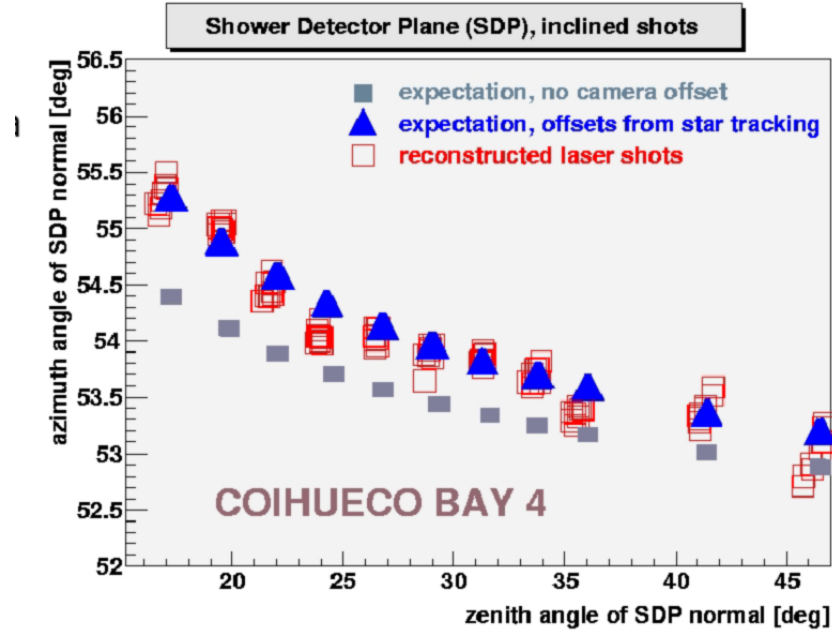 Shower Detector Plane (SDP), inclined shots
azimuth angle of SDP normal [deg]
56.5
56
55.5
55
54.5
54
53.5
53
52.5
52
expectation, no camera offset
expectation, offsets from star tracking
reconstructed laser shots
COIHUECO BAY 4
20 25 30 35 40 45
zenith angle of SDP normal [deg]